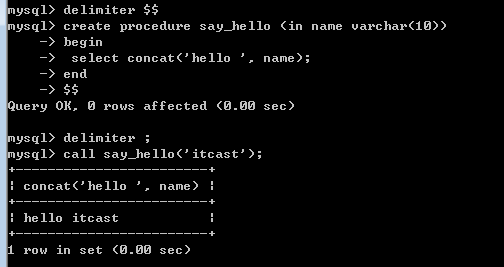 mysql> delimiter $$
mysql> create procedure say_hello (in name varchar(10))
    -> begin
    ->  select concat('hello ', name);
    -> end
    -> $$
Query OK, 0 rows affected (0.00 sec)

mysql> delimiter ;
mysql> call say_hello('itcast');
+------------------------+
¦ concat('hello ', name) ¦
+------------------------+
¦ hello itcast           ¦
+------------------------+
1 row in set (0.00 sec)